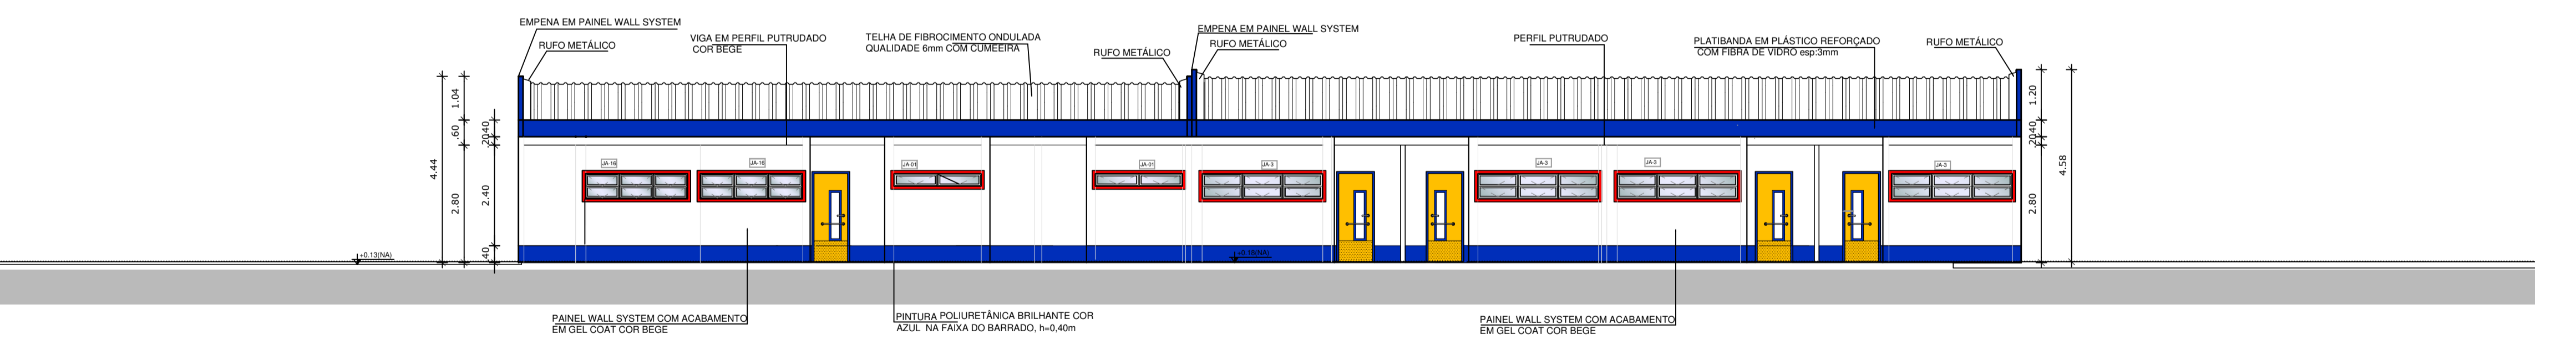 EMPENA EM PAINEL WALL SYSTEM
RUFO METÁLICO
VIGA EM PERFIL PUTRUDADO
COR BEGE
TELHA DE FIBROCIMENTO ONDULADA
QUALIDADE 6mm COM CUMEEIRA
RUFO METÁLICO
EMPENA EM PAINEL WALL SYSTEM
RUFO METÁLICO
PERFIL PUTRUDADO
PLATIBANDA EM PLÁSTICO REFORÇADO
COM FIBRA DE VIDRO esp:3mm
RUFO METÁLICO
4.44
1.04
.60
2.80
.40
.20
2.40
.40
JA-16
JA-16
JA-01
JA-01
JA-3
JA-3
JA-3
JA-3
1.20
.40
.20
2.80
4.58
+0.13(NA)
+0.18(NA)
PAINEL WALL SYSTEM COM ACABAMENTO
EM GEL COAT COR BEGE
PINTURA POLIURETÂNICA BRILHANTE COR
AZUL NA FAIXA DO BARRADO, h=0,40m
PAINEL WALL SYSTEM COM ACABAMENTO
EM GEL COAT COR BEGE